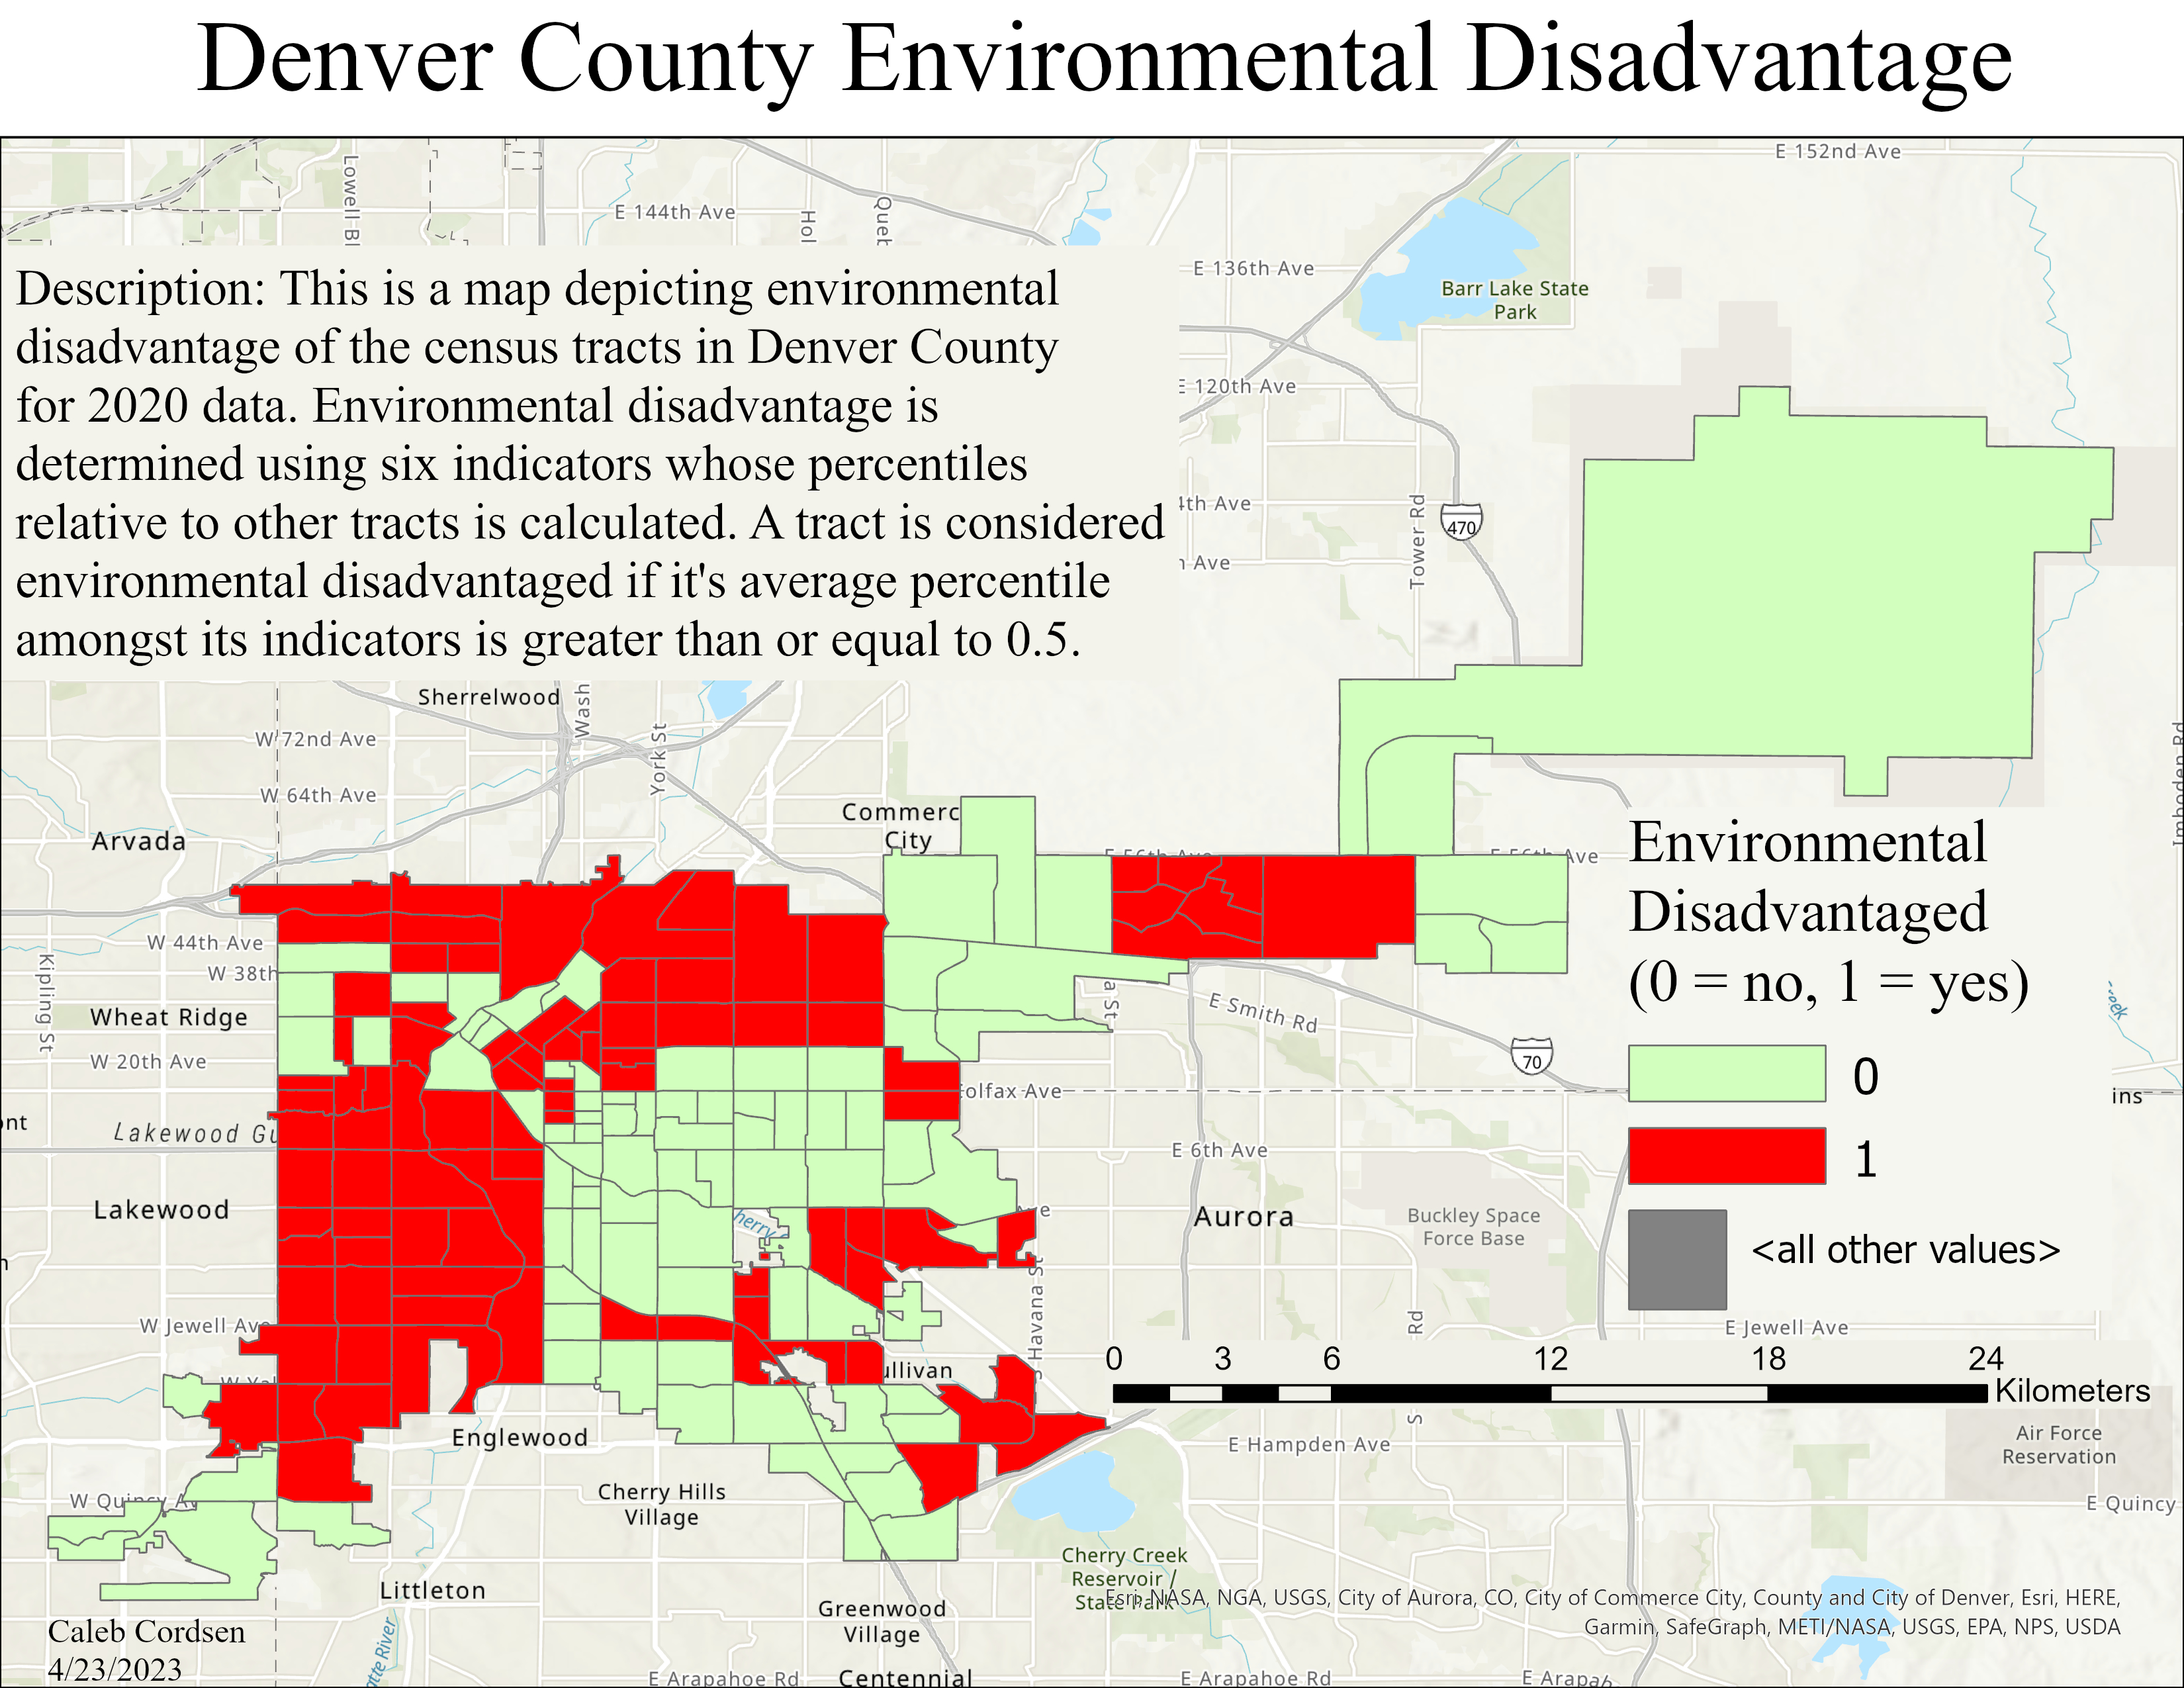 Denver County Environmental Disadvantage
E 152nd Ave
Lowell Bl
E 144th Ave
Hol
Queb
E 136th Ave
Barr Lake State
Park
Description: This is a map depicting environmental
disadvantage of the census tracts in Denver County
for 2020 data. Environmental disadvantage is
determined using six indicators whose percentiles
relative to other tracts is calculated. A tract is considered
environmental disadvantaged if it's average percentile
amongst its indicators is greater than or equal to 0.5.
E 120th Ave
4th Ave
Ave
Tower Rd
470
Sherrelwood
Wash
York St
W 72nd Ave
W 64th Ave
Arvada
Commerc
City
E 56th Ave
E 56th Ave
Imboden Rd
W 44th Ave
W 38th
Kipling St
Wheat Ridge
W 20th Ave
a St
E Smith Rd
70
Colfax Ave
ont
Lakewood Gu
E 6th Ave
Lakewood
herry
Ave
Aurora
Buckley Space
Force Base
S Havana St
W Jewell Ave
Rd
E Jewell Ave
Environmental
Disadvantaged
(0 = no, 1 = yes)
0
1
<all other values>
ins
0 3 6 12 18 24
Kilometers
W Yal
ullivan
S
Englewood
E Hampden Ave
Air Force
Reservation
Cherry Hills
Village
W Quincy Av
E Quincy
Cherry Creek
Reservoir /
State Park
Littleton
Greenwood
Village
Esri, NASA, NGA, USGS, City of Aurora, CO, City of Commerce City, County and City of Denver, Esri, HERE,
Garmin, SafeGraph, METI/NASA, USGS, EPA, NPS, USDA
Caleb Cordsen
4/23/2023
atte River
E Arapahoe Rd
Centennial
E Arapahoe Rd
E Arapah